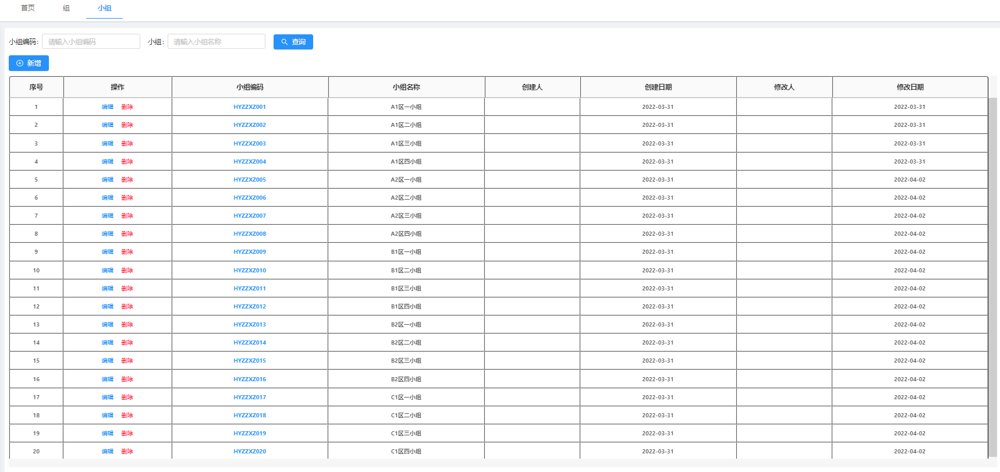 首页 组 小组
小组编码: 请输入小组编码 小组: 请输入小组名称 查询
新增
序号 操作 小组编码 小组名称 创建人 创建日期 修改人 修改日期
1 编辑 删除 HYZZXZ001 A1区一小组 2022-03-31 2022-03-31
2 编辑 删除 HYZZXZ002 A1区二小组 2022-03-31 2022-03-31
3 编辑 删除 HYZZXZ003 A1区三小组 2022-03-31 2022-03-31
4 编辑 删除 HYZZXZ004 A1区四小组 2022-03-31 2022-03-31
5 编辑 删除 HYZZXZ005 A2区一小组 2022-03-31 2022-04-02
6 编辑 删除 HYZZXZ006 A2区二小组 2022-03-31 2022-04-02
7 编辑 删除 HYZZXZ007 A2区三小组 2022-03-31 2022-04-02
8 编辑 删除 HYZZXZ008 A2区四小组 2022-03-31 2022-04-02
9 编辑 删除 HYZZXZ009 B1区一小组 2022-03-31 2022-04-02
10 编辑 删除 HYZZXZ010 B1区二小组 2022-03-31 2022-04-02
11 编辑 删除 HYZZXZ011 B1区三小组 2022-03-31 2022-04-02
12 编辑 删除 HYZZXZ012 B1区四小组 2022-03-31 2022-04-02
13 编辑 删除 HYZZXZ013 B2区一小组 2022-03-31 2022-04-02
14 编辑 删除 HYZZXZ014 B2区二小组 2022-03-31 2022-04-02
15 编辑 删除 HYZZXZ015 B2区三小组 2022-03-31 2022-04-02
16 编辑 删除 HYZZXZ016 B2区四小组 2022-03-31 2022-04-02
17 编辑 删除 HYZZXZ017 C1区一小组 2022-03-31 2022-04-02
18 编辑 删除 HYZZXZ018 C1区二小组 2022-03-31 2022-04-02
19 编辑 删除 HYZZXZ019 C1区三小组 2022-03-31 2022-04-02
20 编辑 删除 HYZZXZ020 C1区四小组 2022-03-31 2022-04-02